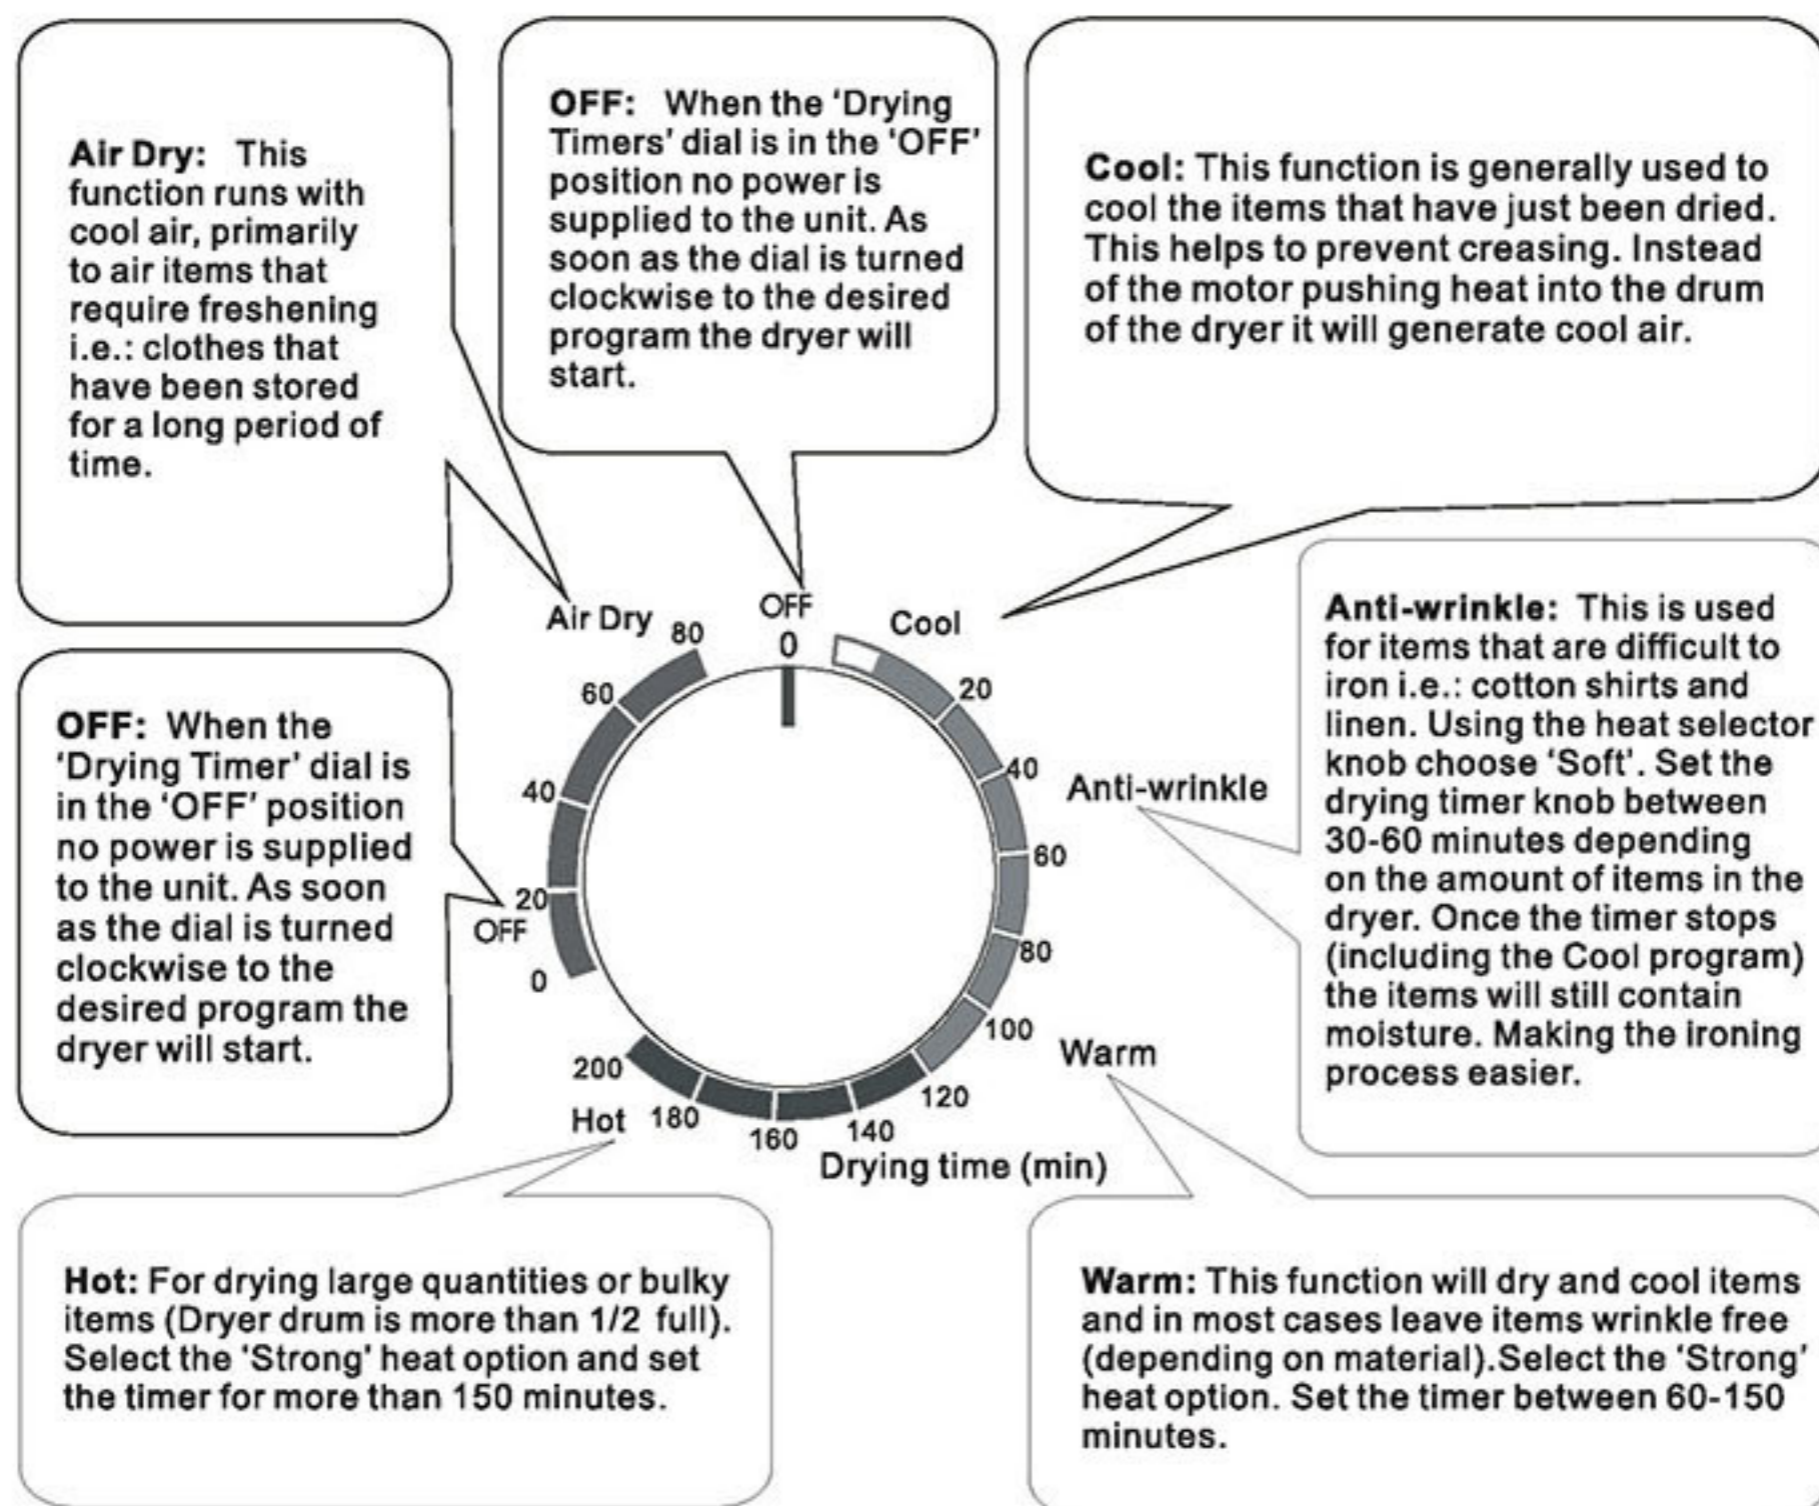 Air Dry: This
function runs with
cool air, primarily
to air items that
require freshening
i.e.: clothes that
have been stored
for a long period of
time.
OFF: When the ‘Drying
Timers’ dial is in the ‘OFF’
position no power is
supplied to the unit. As
soon as the dial is turned
clockwise to the desired
program the dryer will
start.
Cool: This function is generally used to
cool the items that have just been dried.
This helps to prevent creasing. Instead
of the motor pushing heat into the drum
of the dryer it will generate cool air.
OFF: When the
‘Drying Timer’ dial is
in the ‘OFF’ position
no power is supplied
to the unit. As soon
as the dial is turned
clockwise to the
desired program the
dryer will start.
Air Dry
80
60
40
20
OFF
0
OFF
0
Cool
20
40
Anti-wrinkle
60
80
100
Warm
120
140
160
180
200
Hot
Drying time (min)
Anti-wrinkle: This is used
for items that are difficult to
iron i.e.: cotton shirts and
linen. Using the heat selector
knob choose ‘Soft’. Set the
drying timer knob between
30-60 minutes depending
on the amount of items in the
dryer. Once the timer stops
(including the Cool program)
the items will still contain
moisture. Making the ironing
process easier.
Hot: For drying large quantities or bulky
items (Dryer drum is more than 1/2 full).
Select the ‘Strong’ heat option and set
the timer for more than 150 minutes.
Warm: This function will dry and cool items
and in most cases leave items wrinkle free
(depending on material).Select the ‘Strong’
heat option. Set the timer between 60-150
minutes.